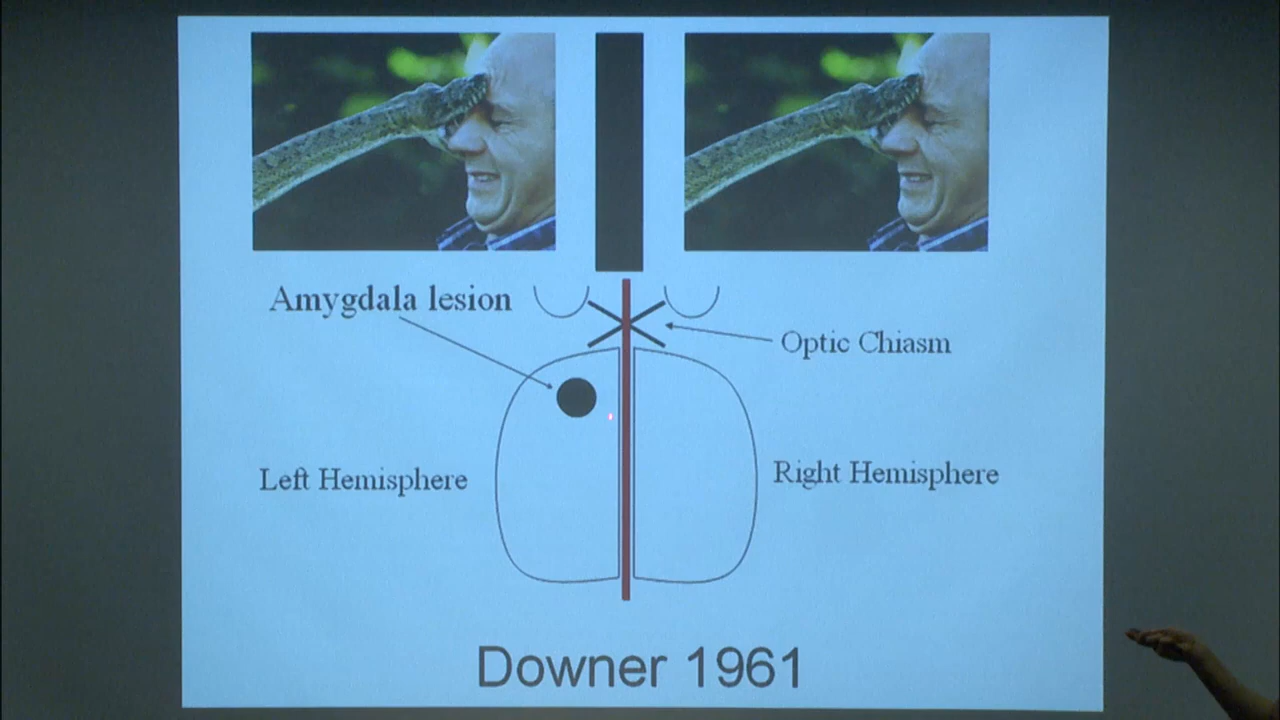 Amygdala lesion
Optic Chiasm
Left Hemisphere
Right Hemisphere
Downer 1961